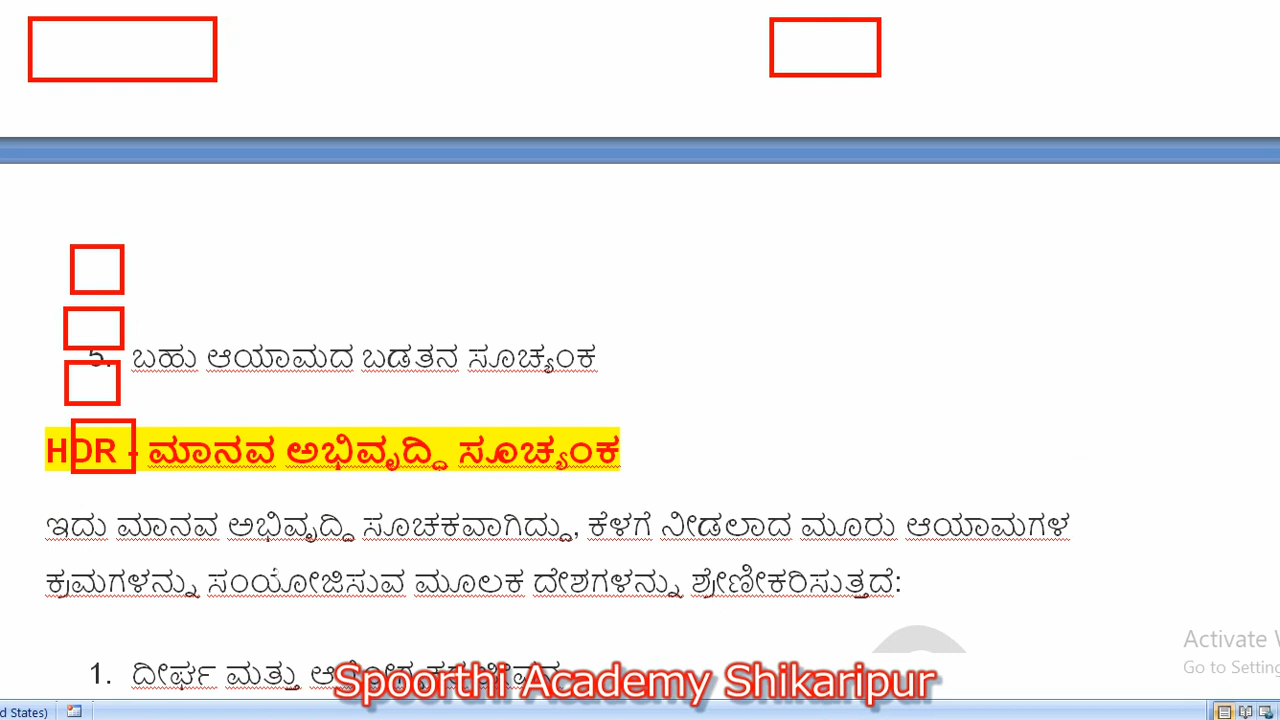 5. ಬಹು ಆಯಾಮದ ಬಡತನ ಸೂಚ್ಯಂಕ
HDR - ಮಾನವ ಅಭಿವೃದ್ಧಿ ಸೂಚ್ಯಂಕ
ಇದು ಮಾನವ ಅಭಿವೃದ್ಧಿ ಸೂಚಕವಾಗಿದ್ದು, ಕೆಳಗೆ ನೀಡಲಾದ ಮೂರು ಆಯಾಮಗಳ
ಕ್ರಮಗಳನ್ನು ಸಂಯೋಜಿಸುವ ಮೂಲಕ ದೇಶಗಳನ್ನು ಶ್ರೇಣೀಕರಿಸುತ್ತದೆ:
Activate
Go to Setting
1. ದೀರ್ಘ ಮತ್ತು
Spoorthi Academy Shikaripur
d States)